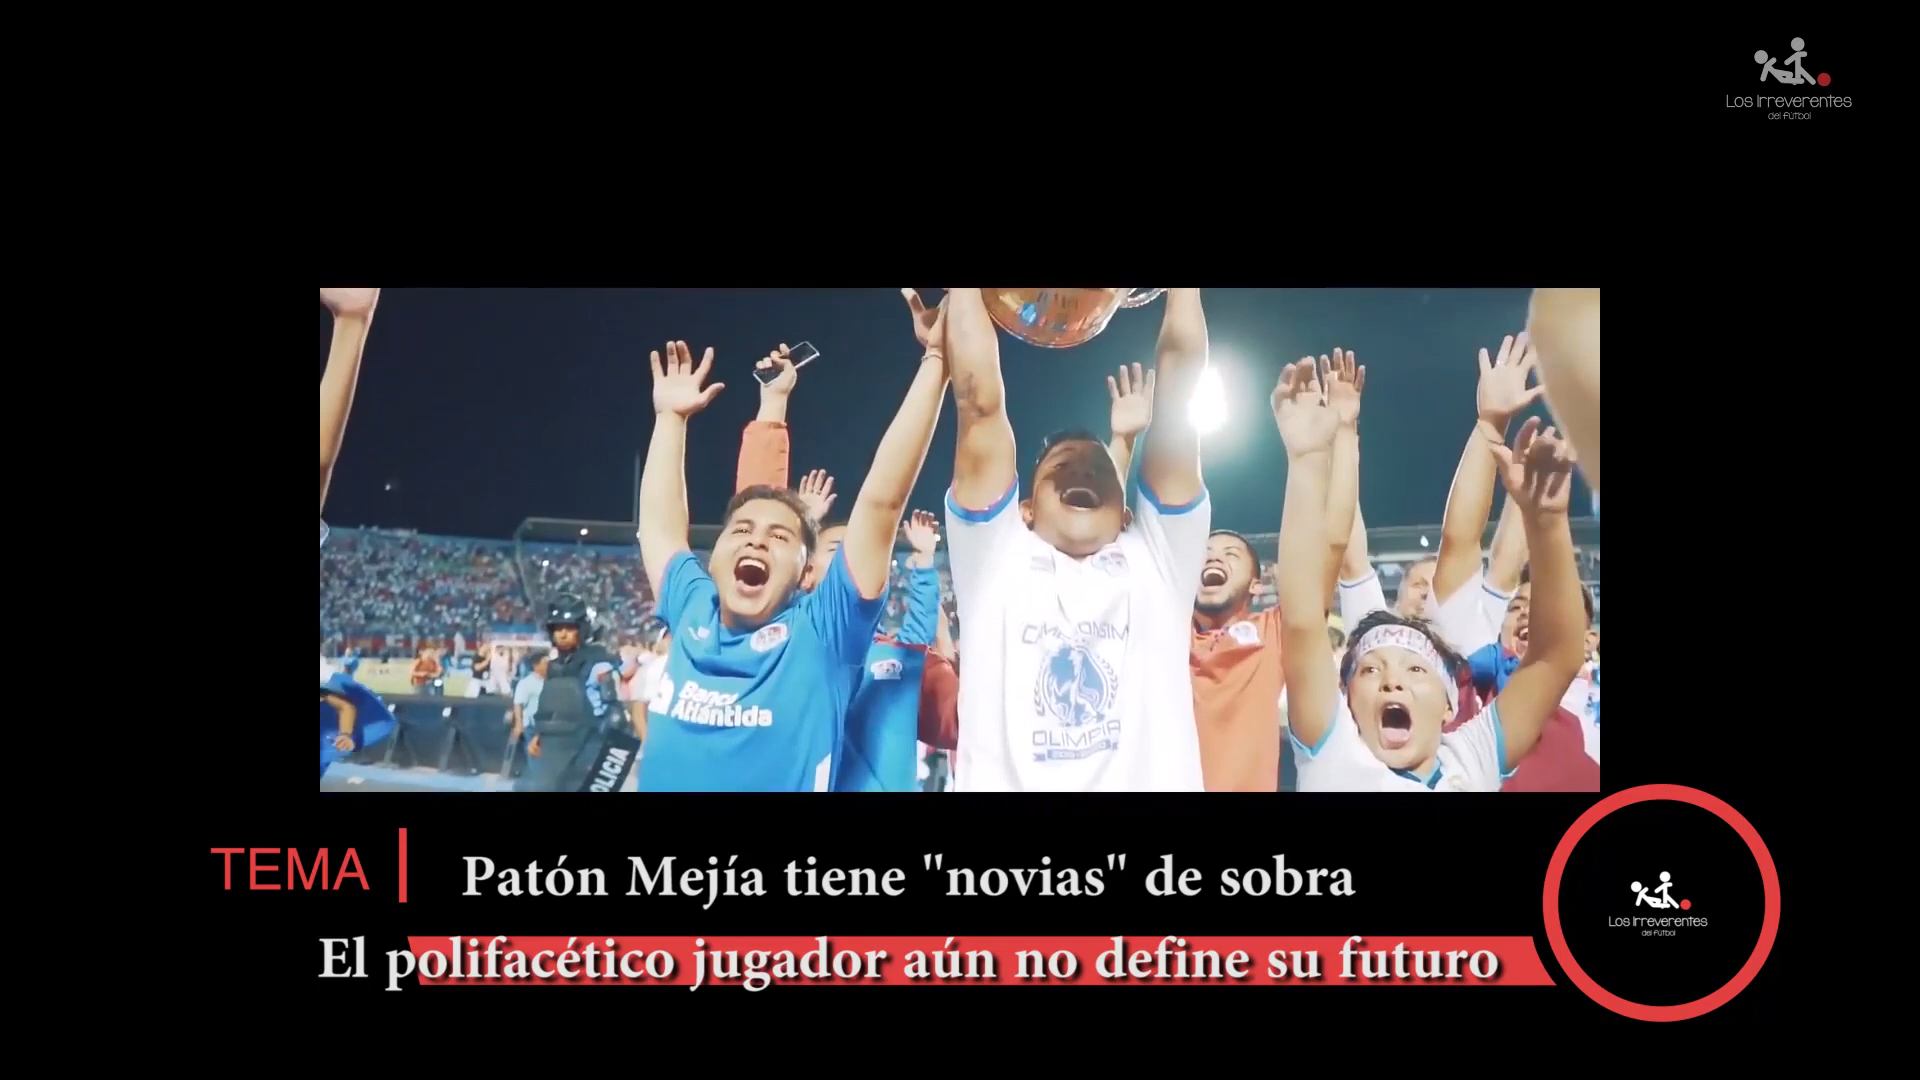 Los Irreverentes
del Fútbol
Banco
Atlántida
OLIMPIA
TEMA
Patón Mejía tiene "novias" de sobra
El polifacético jugador aún no define su futuro
Los Irreverentes
del Fútbol